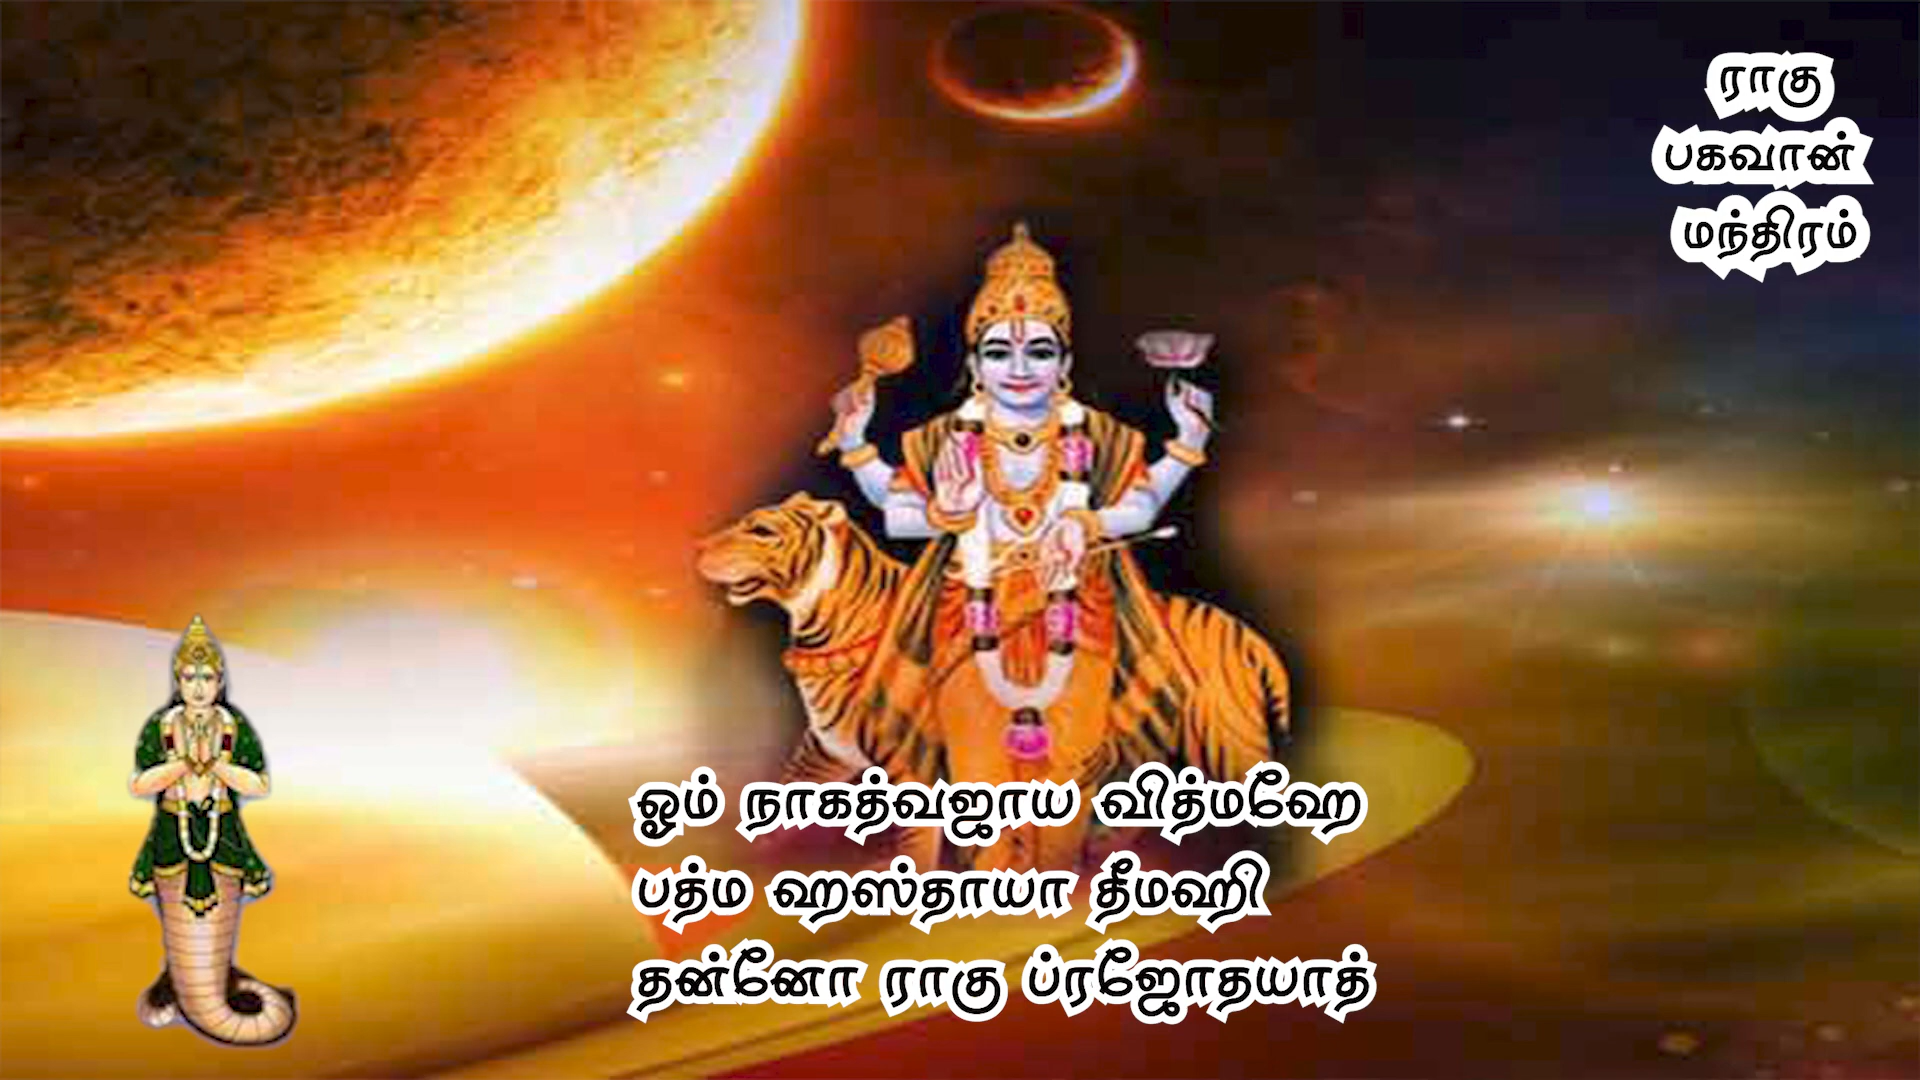 ராகு
பகவான்
மந்திரம்
ஓம் நாகத்வஜாய வித்மஹே
பத்ம ஹஸ்தாயா தீமஹி
தன்னோ ராகு ப்ரஜோதயாத்